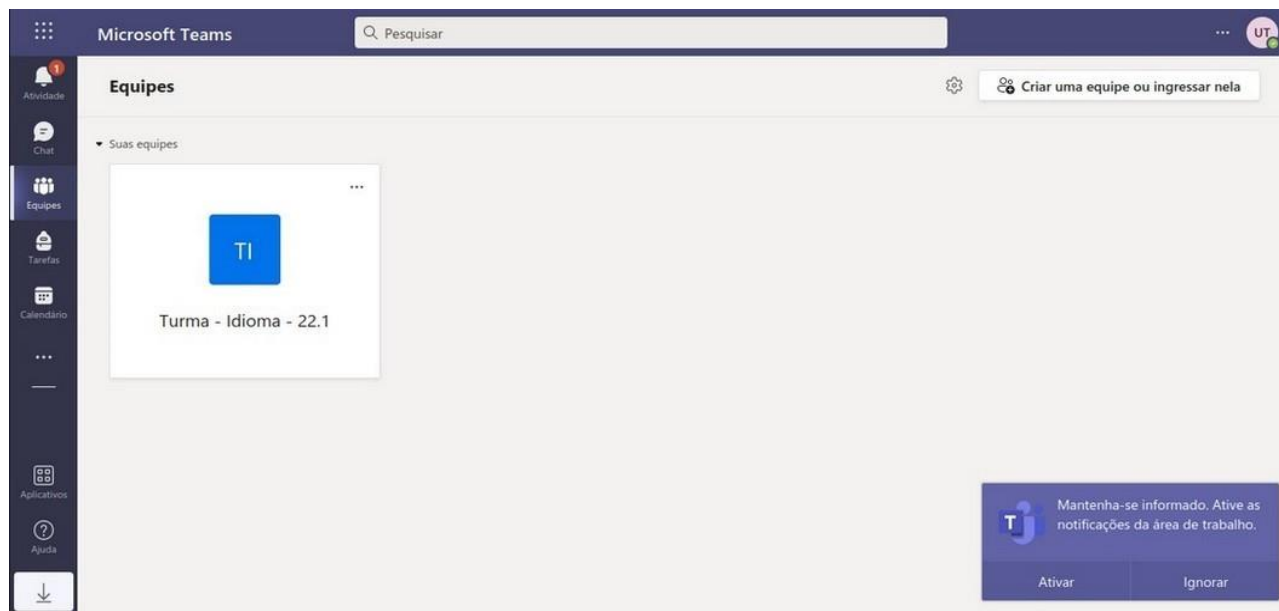 Microsoft Teams
Pesquisar
...
UT
1
Atividade
Chat
Equipes
Tarefas
Calendário
...
Aplicativos
Ajuda
Equipes
Criar uma equipe ou ingressar nela
Suas equipes
...
TI
Turma - Idioma - 22.1
T
Mantenha-se informado. Ative as
notificações da área de trabalho.
Ativar
Ignorar